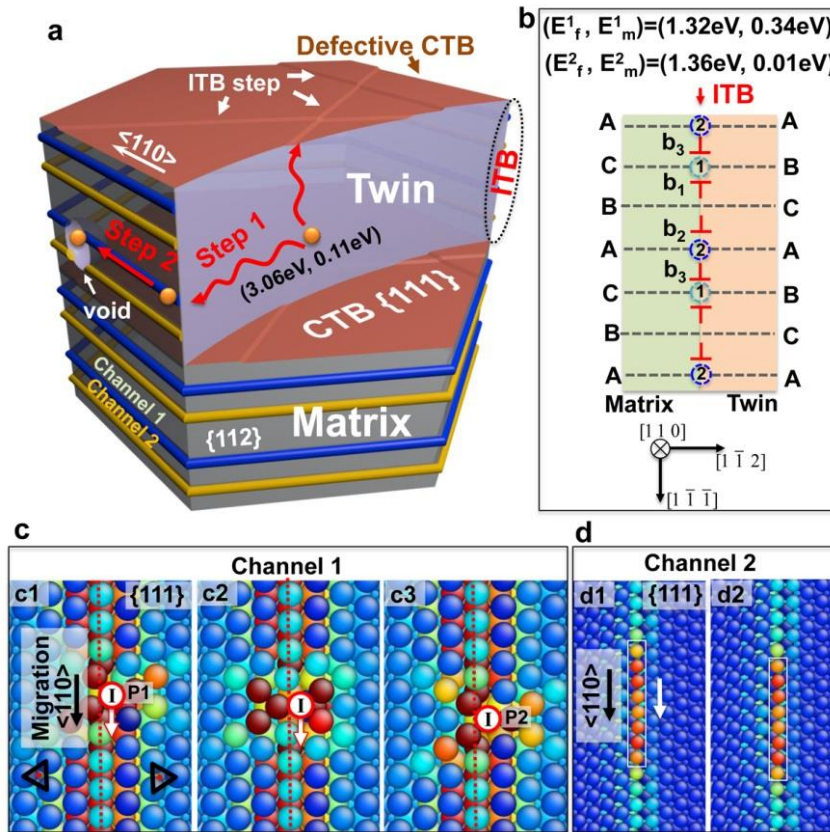 a
Defective CTB
ITB step
<110>
Twin
ITB
Step 1
Step 2
(3.06eV, 0.11eV)
void
CTB {111}
Channel 1
Channel 2
{112}
Matrix
b
(E¹f, E¹m)=(1.32eV, 0.34eV)
(E²f, E²m)=(1.36eV, 0.01eV)
ITB
A 2 A
b₃
C 1 B
b₁
B C
b₂
A 2 A
b₃
C 1 B
B C
A 2 A
Matrix Twin
[1 1 0]
[1 1̅ 2]
[1 1̅ 1̅]
c
Channel 1
c1 {111}
c2
c3
Migration
<110>
I P1
I
I P2
d
Channel 2
d1 {111}
d2
<110>